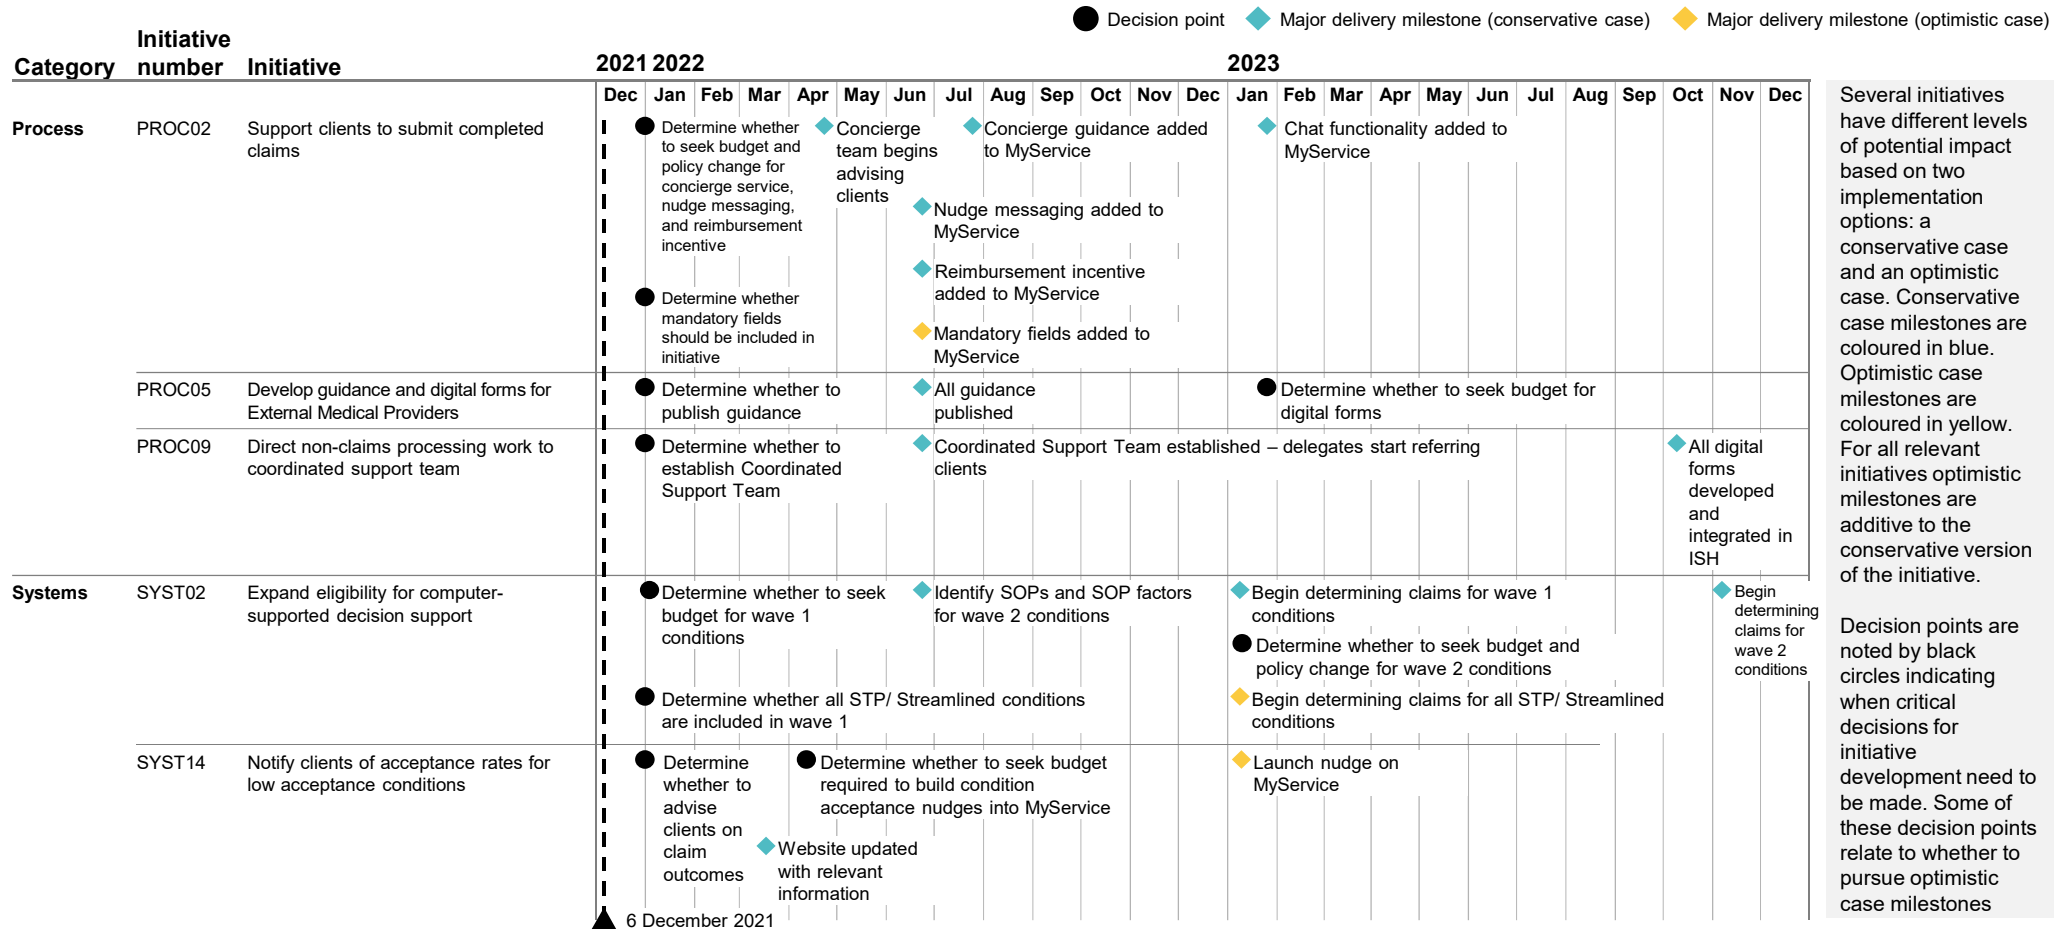 Decision point
Major delivery milestone (conservative case)
Major delivery milestone (optimistic case)
Category
Initiative
number
Initiative
2021 2022
2023
Dec Jan Feb Mar Apr May Jun Jul Aug Sep Oct Nov Dec Jan Feb Mar Apr May Jun Jul Aug Sep Oct Nov Dec
Process
PROC02
Support clients to submit completed
claims
Determine whether
to seek budget and
policy change for
concierge service,
nudge messaging,
and reimbursement
incentive
Concierge
team begins
advising
clients
Concierge guidance added
to MyService
Chat functionality added to
MyService
Nudge messaging added to
MyService
Reimbursement incentive
added to MyService
Determine whether
mandatory fields
should be included in
initiative
Mandatory fields added to
MyService
PROC05
Develop guidance and digital forms for
External Medical Providers
Determine whether to
publish guidance
All guidance
published
Determine whether to seek budget for
digital forms
PROC09
Direct non-claims processing work to
coordinated support team
Determine whether to
establish Coordinated
Support Team
Coordinated Support Team established – delegates start referring
clients
All digital
forms
developed
and
integrated in
ISH
Systems
SYST02
Expand eligibility for computer-
supported decision support
Determine whether to seek
budget for wave 1
conditions
Identify SOPs and SOP factors
for wave 2 conditions
Begin determining claims for wave 1
conditions
Begin
determining
claims for
wave 2
conditions
Determine whether to seek budget and
policy change for wave 2 conditions
Determine whether all STP/ Streamlined conditions
are included in wave 1
Begin determining claims for all STP/ Streamlined
conditions
SYST14
Notify clients of acceptance rates for
low acceptance conditions
Determine
whether to
advise
clients on
claim
outcomes
Determine whether to seek budget
required to build condition
acceptance nudges into MyService
Launch nudge on
MyService
Website updated
with relevant
information
6 December 2021
Several initiatives
have different levels
of potential impact
based on two
implementation
options: a
conservative case
and an optimistic
case. Conservative
case milestones are
coloured in blue.
Optimistic case
milestones are
coloured in yellow.
For all relevant
initiatives optimistic
milestones are
additive to the
conservative version
of the initiative.
Decision points are
noted by black
circles indicating
when critical
decisions for
initiative
development need to
be made. Some of
these decision points
relate to whether to
pursue optimistic
case milestones